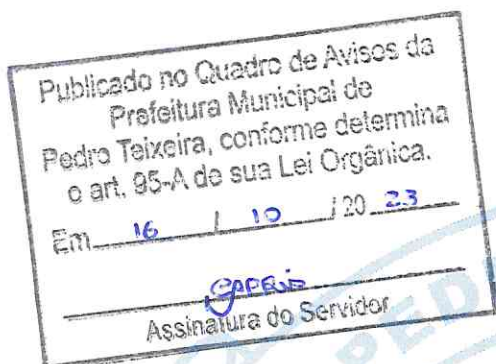 Publicado no Quadro de Avisos da
Prefeitura Municipal de
Pedro Teixeira, conforme determina
o art. 95-A de sua Lei Orgânica.
Em 16 / 10 / 20 23
Assinatura do Servidor
PED